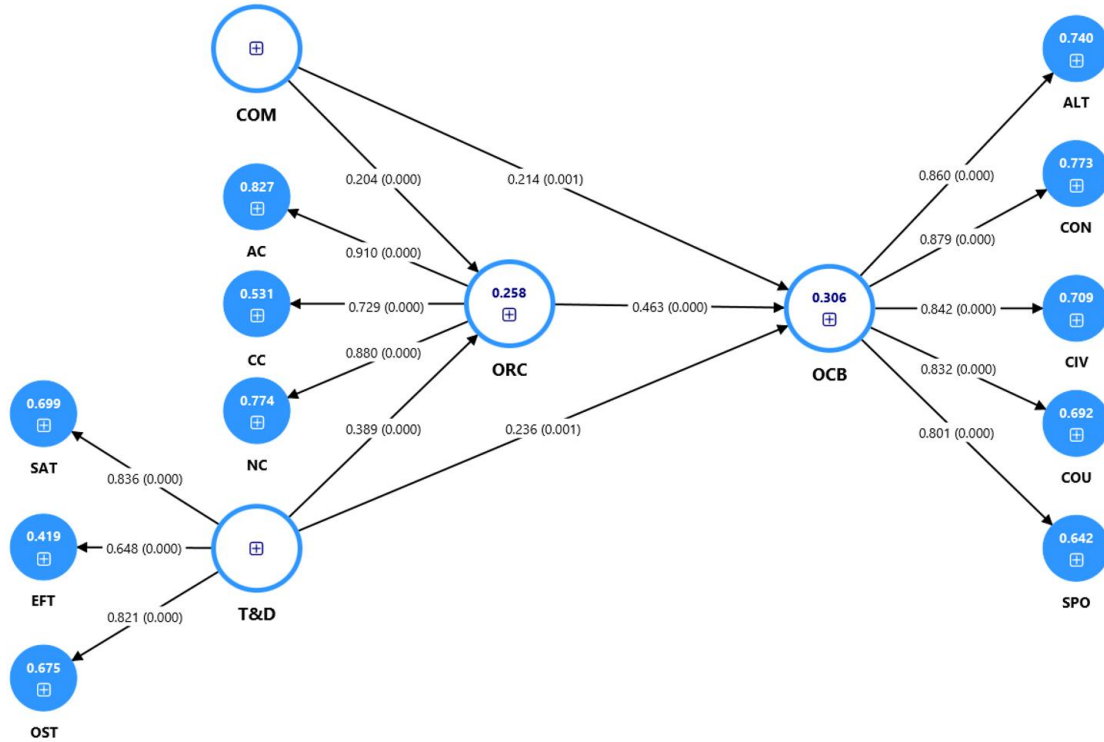 COM
0.204 (0.000)
0.214 (0.001)
0.827
AC
0.910 (0.000)
0.531
CC
0.729 (0.000)
0.774
NC
0.880 (0.000)
0.258
ORC
0.463 (0.000)
0.306
OCB
0.389 (0.000)
0.236 (0.001)
0.699
SAT
0.836 (0.000)
0.419
EFT
0.648 (0.000)
T&D
0.821 (0.000)
0.675
OST
0.740
ALT
0.860 (0.000)
0.773
CON
0.879 (0.000)
0.709
CIV
0.842 (0.000)
0.832 (0.000)
0.692
COU
0.801 (0.000)
0.642
SPO